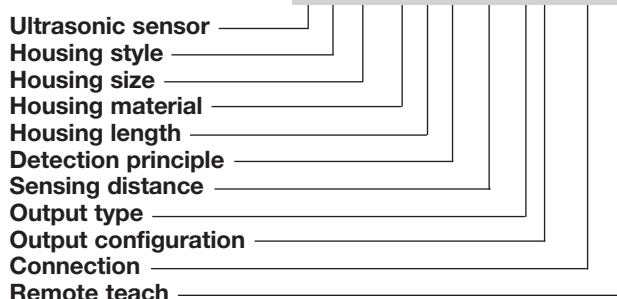 Ultrasonic sensor
Housing style
Housing size
Housing material
Housing length
Detection principle
Sensing distance
Output type
Output configuration
Connection
Remote teach